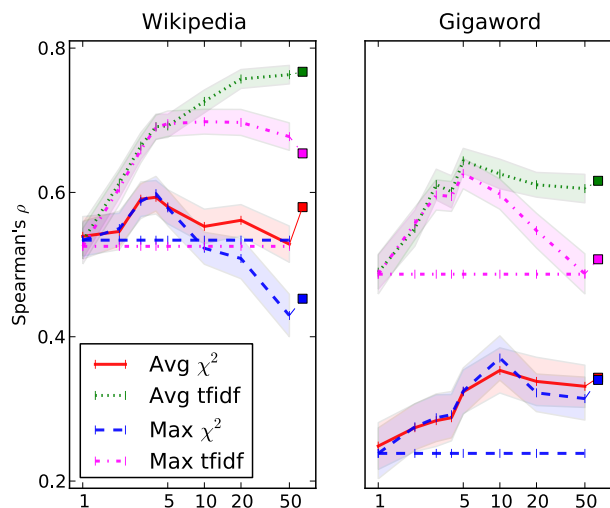 Wikipedia
Gigaword
0.8
0.6
0.4
0.2
Spearman's ρ
Avg χ²
Avg tfidf
Max χ²
Max tfidf
1 5 10 20 50
1 5 10 20 50